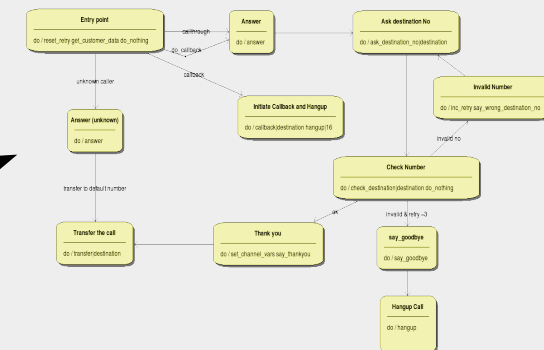 Entry point
do / reset_retry get_customer_data do_nothing
callthrough
do_callback
callback
Answer
do / answer
Ask destination No
do / ask_destination_no|destination
Invalid Number
do / inc_retry say_wrong_destination_no
invalid no
unknown caller
Initiate Callback and Hangup
do / callback|destination hangup|16
Answer (unknown)
do / answer
Check Number
do / check_destination|destination do_nothing
transfer to default number
ok
invalid & retry =3
Transfer the call
do / transfer|destination
Thank you
do / set_channel_vars say_thankyou
say_goodbye
do / say_goodbye
Hangup Call
do / hangup